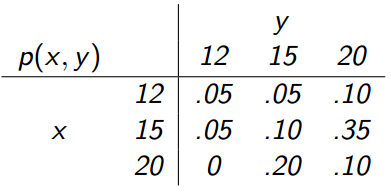 y
p(x, y) 12 15 20
12 .05 .05 .10
x 15 .05 .10 .35
20 0 .20 .10